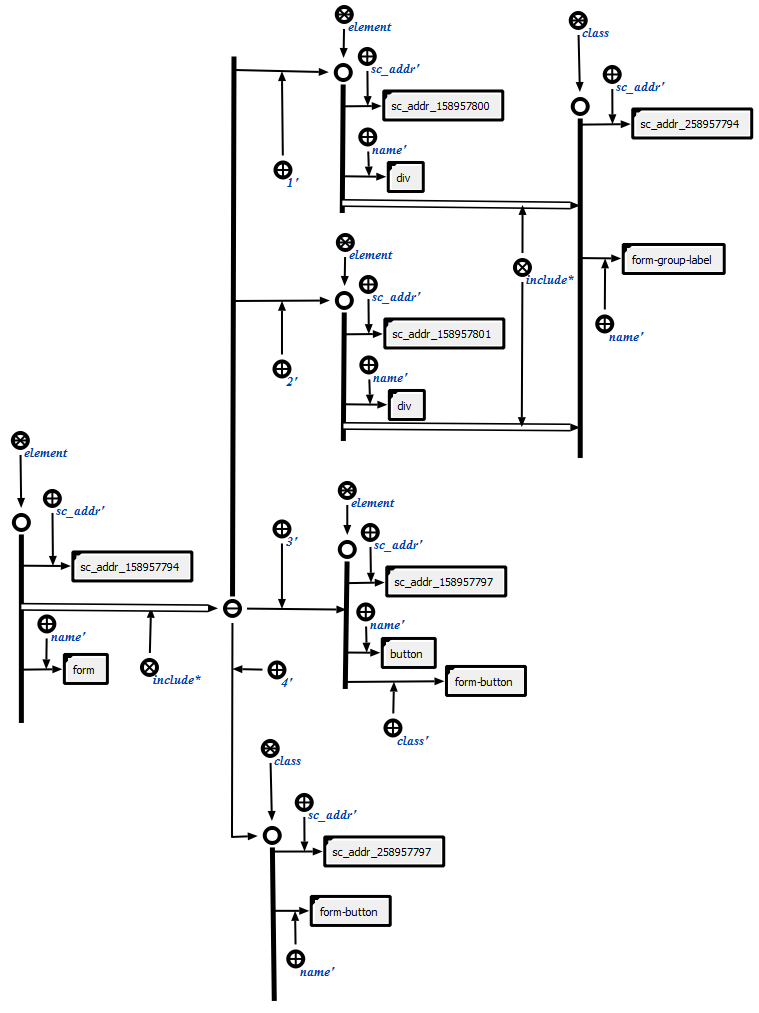 element
class
sc_addr'
sc_addr'
sc_addr_158957800
sc_addr_258957794
name'
1'
div
element
form-group-label
include*
sc_addr'
name'
sc_addr_158957801
2'
name'
div
element
element
sc_addr'
3'
sc_addr'
sc_addr_158957794
sc_addr_158957797
name'
name'
button
form
include*
4'
form-button
class'
class
sc_addr'
sc_addr_258957797
form-button
name'